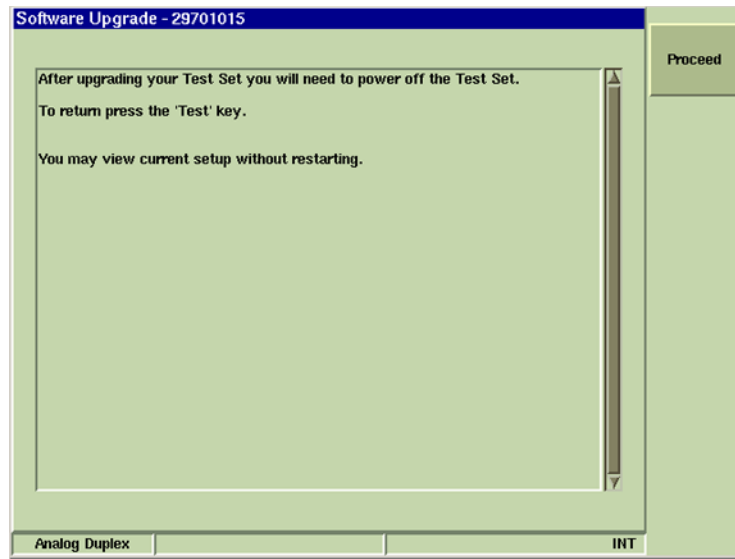 Software Upgrade - 29701015
Proceed
After upgrading your Test Set you will need to power off the Test Set.
To return press the 'Test' key.
You may view current setup without restarting.
Analog Duplex
INT